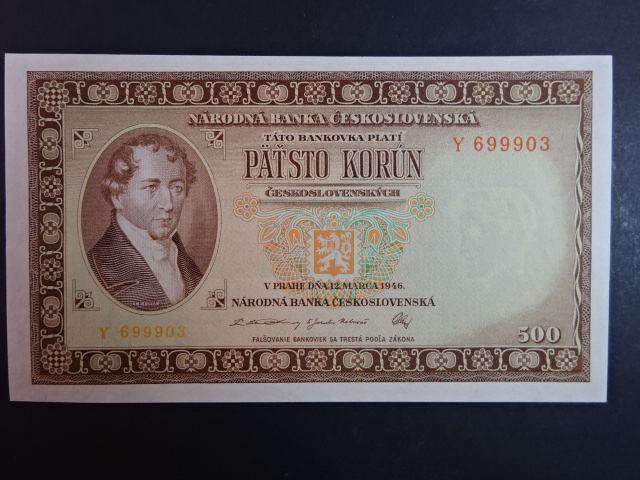 NÁRODNÁ BANKA ČESKOSLOVENSKÁ
TÁTO BANKOVKA PLATÍ
PÄŤSTO KORÚN
ČESKOSLOVENSKÝCH
Y 699903
V PRAHE DŇA 12. MARCA 1946.
NÁRODNÁ BANKA ČESKOSLOVENSKÁ
Y 699903
500
FALŠOVANIE BANKOVIEK SA TRESTÁ PODĽA ZÁKONA